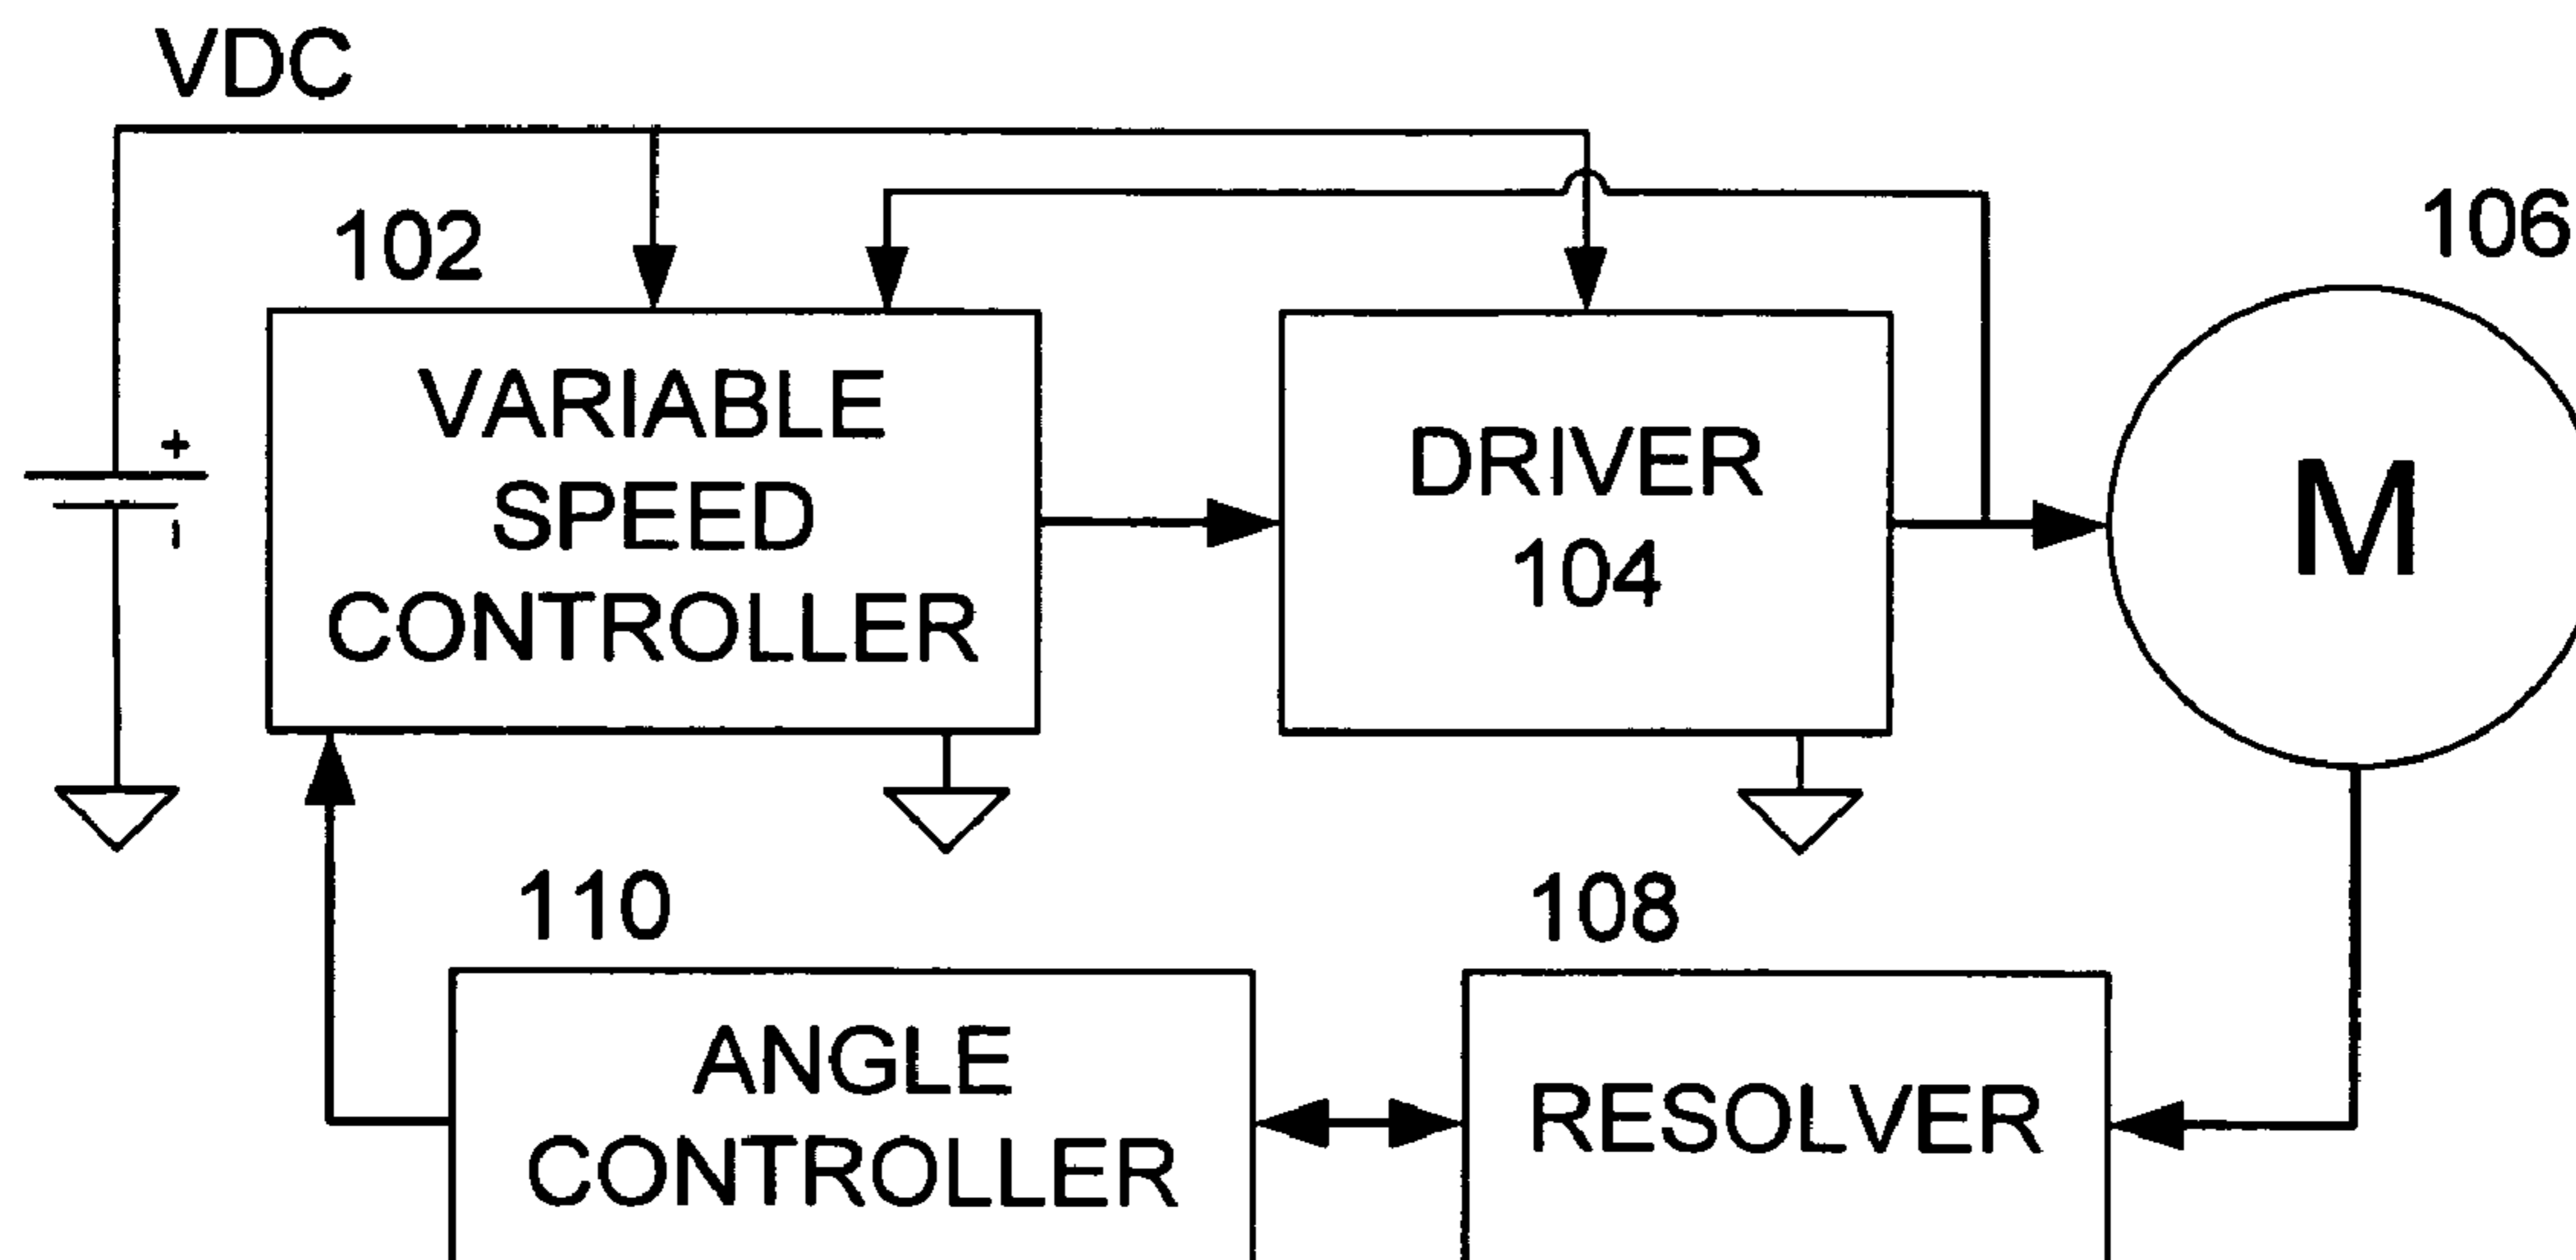 VDC
102
106
+
-
VARIABLE
SPEED
CONTROLLER
DRIVER
104
M
110
108
ANGLE
CONTROLLER
RESOLVER